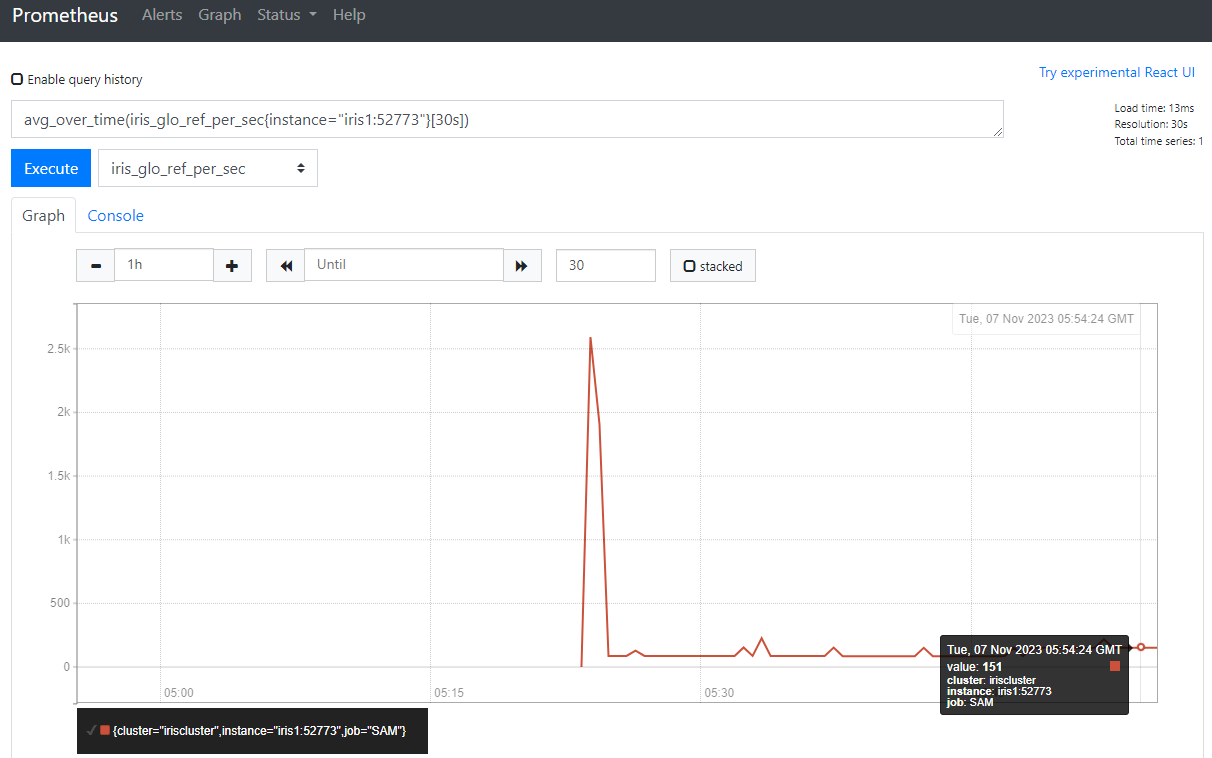 Prometheus Alerts Graph Status Help
Enable query history
Try experimental React UI
avg_over_time(iris_glo_ref_per_sec{instance="iris1:52773"}[30s])
Load time: 13ms
Resolution: 30s
Total time series: 1
Execute iris_glo_ref_per_sec
Graph Console
1h Until 30 stacked
Tue, 07 Nov 2023 05:54:24 GMT
2.5k
2k
1.5k
1k
500
0
Tue, 07 Nov 2023 05:54:24 GMT
value: 151
cluster: iriscluster
instance: iris1:52773
job: SAM
05:00 05:15 05:30
{cluster="iriscluster",instance="iris1:52773",job="SAM"}